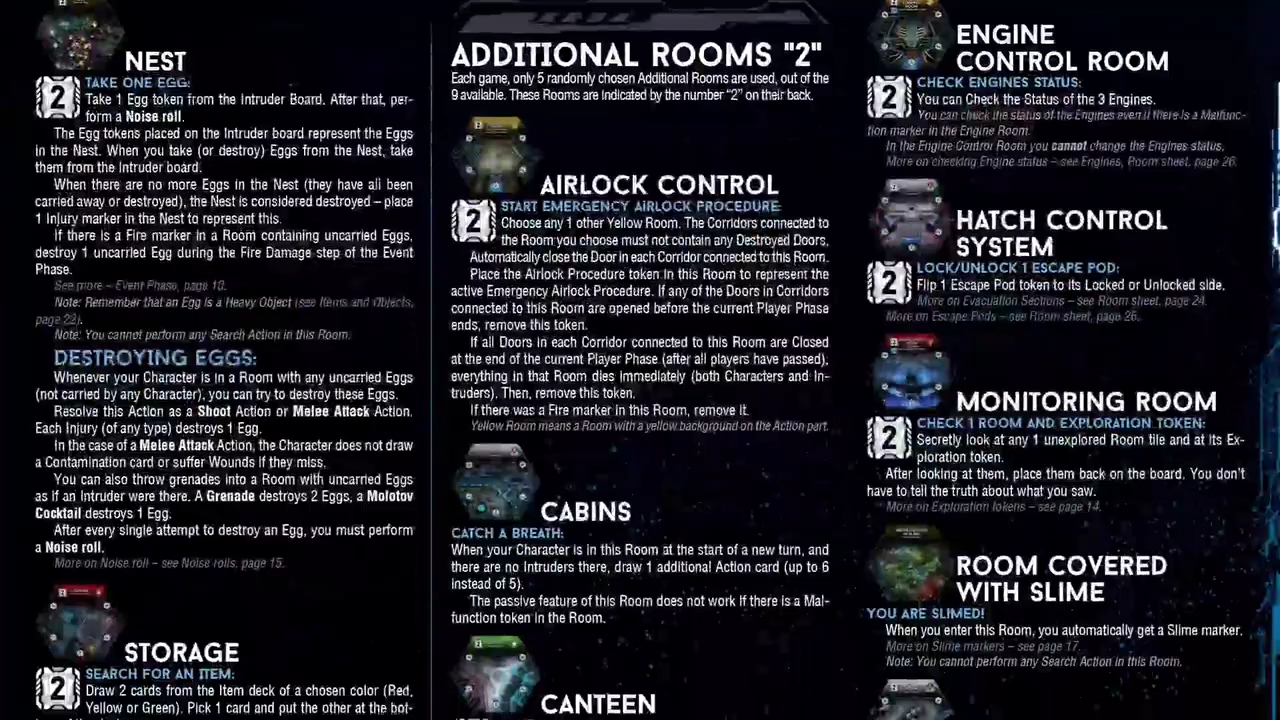 NEST
2
TAKE ONE EGG:
Take 1 Egg token from the Intruder Board. After that, per-
form a Noise roll.
The Egg tokens placed on the Intruder board represent the Eggs
in the Nest. When you take (or destroy) Eggs from the Nest, take
them from the Intruder board.
When there are no more Eggs in the Nest (they have all been
carried away or destroyed), the Nest is considered destroyed – place
1 Injury marker in the Nest to represent this.
If there is a Fire marker in a Room containing uncarried Eggs,
destroy 1 uncarried Egg during the Fire Damage step of the Event
Phase.
See more – Event Phase, page 10.
Note: Remember that an Egg is a Heavy Object (see Items and Objects,
page 22).
Note: You cannot perform any Search Action in this Room.
DESTROYING EGGS:
Whenever your Character is in a Room with any uncarried Eggs
(not carried by any Character), you can try to destroy these Eggs.
Resolve this Action as a Shoot Action or Melee Attack Action.
Each Injury (of any type) destroys 1 Egg.
In the case of a Melee Attack Action, the Character does not draw
a Contamination card or suffer Wounds if they miss.
You can also throw grenades into a Room with uncarried Eggs
as if an Intruder were there. A Grenade destroys 2 Eggs, a Molotov
Cocktail destroys 1 Egg.
After every single attempt to destroy an Egg, you must perform
a Noise roll.
More on Noise roll – see Noise rolls, page 15.
STORAGE
2
SEARCH FOR AN ITEM:
Draw 2 cards from the Item deck of a chosen color (Red,
Yellow or Green). Pick 1 card and put the other at the bot-
ADDITIONAL ROOMS "2"
Each game, only 5 randomly chosen Additional Rooms are used, out of the
9 available. These Rooms are indicated by the number "2" on their back.
AIRLOCK CONTROL
2
START EMERGENCY AIRLOCK PROCEDURE:
Choose any 1 other Yellow Room. The Corridors connected to
the Room you choose must not contain any Destroyed Doors.
Automatically close the Door in each Corridor connected to this Room.
Place the Airlock Procedure token in this Room to represent the
active Emergency Airlock Procedure. If any of the Doors in Corridors
connected to this Room are opened before the current Player Phase
ends, remove this token.
If all Doors in each Corridor connected to this Room are Closed
at the end of the current Player Phase (after all players have passed),
everything in that Room dies immediately (both Characters and In-
truders). Then, remove this token.
If there was a Fire marker in this Room, remove it.
Yellow Room means a Room with a yellow background on the Action part.
CABINS
CATCH A BREATH:
When your Character is in this Room at the start of a new turn, and
there are no Intruders there, draw 1 additional Action card (up to 6
instead of 5).
The passive feature of this Room does not work if there is a Mal-
function token in the Room.
CANTEEN
ENGINE
CONTROL ROOM
2
CHECK ENGINES STATUS:
You can Check the Status of the 3 Engines.
You can check the status of the Engines even if there is a Malfunc-
tion marker in the Engine Room.
In the Engine Control Room you cannot change the Engines status.
More on checking Engine status – see Engines, Room sheet, page 26.
HATCH CONTROL
SYSTEM
2
LOCK/UNLOCK 1 ESCAPE POD:
Flip 1 Escape Pod token to its Locked or Unlocked side.
More on Evacuation Sections – see Room sheet, page 24.
More on Escape Pods – see Room sheet, page 26.
MONITORING ROOM
2
CHECK 1 ROOM AND EXPLORATION TOKEN:
Secretly look at any 1 unexplored Room tile and at its Ex-
ploration token.
After looking at them, place them back on the board. You don't
have to tell the truth about what you saw.
More on Exploration tokens – see page 14.
ROOM COVERED
WITH SLIME
YOU ARE SLIMED!
When you enter this Room, you automatically get a Slime marker.
More on Slime markers – see page 17.
Note: You cannot perform any Search Action in this Room.